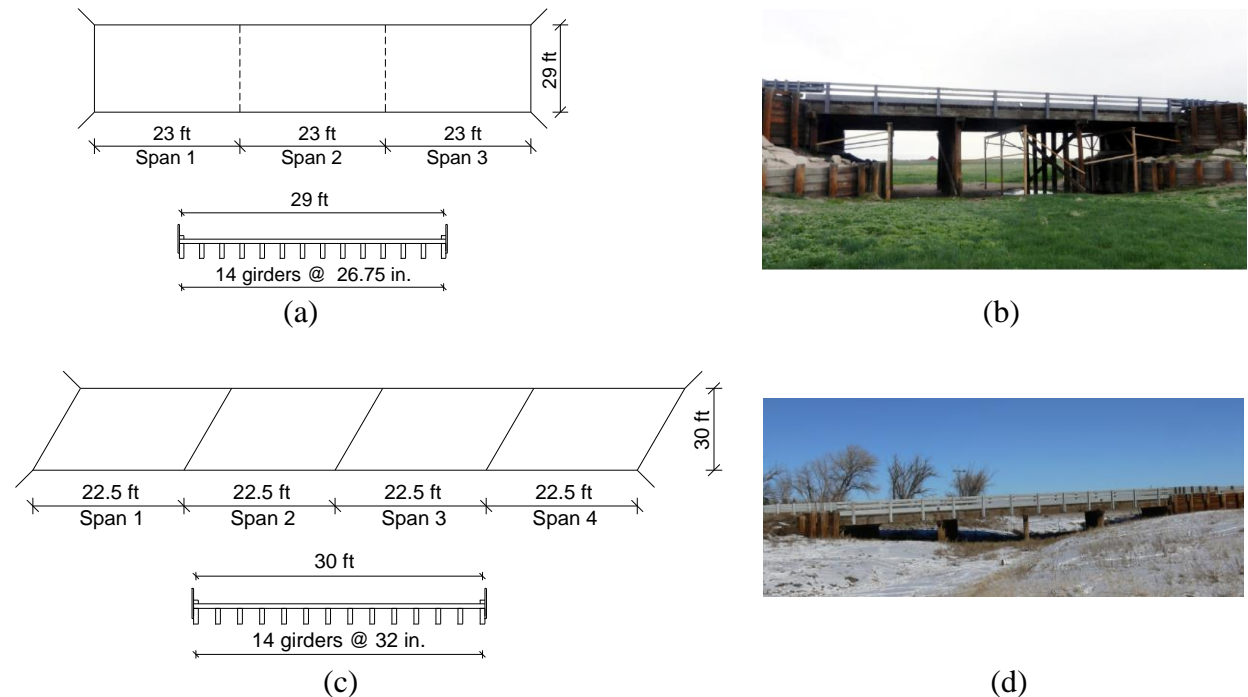 29 ft
23 ft 23 ft 23 ft
Span 1 Span 2 Span 3
29 ft
14 girders @ 26.75 in.
(a)
(b)
30 ft
22.5 ft 22.5 ft 22.5 ft 22.5 ft
Span 1 Span 2 Span 3 Span 4
30 ft
14 girders @ 32 in.
(c)
(d)